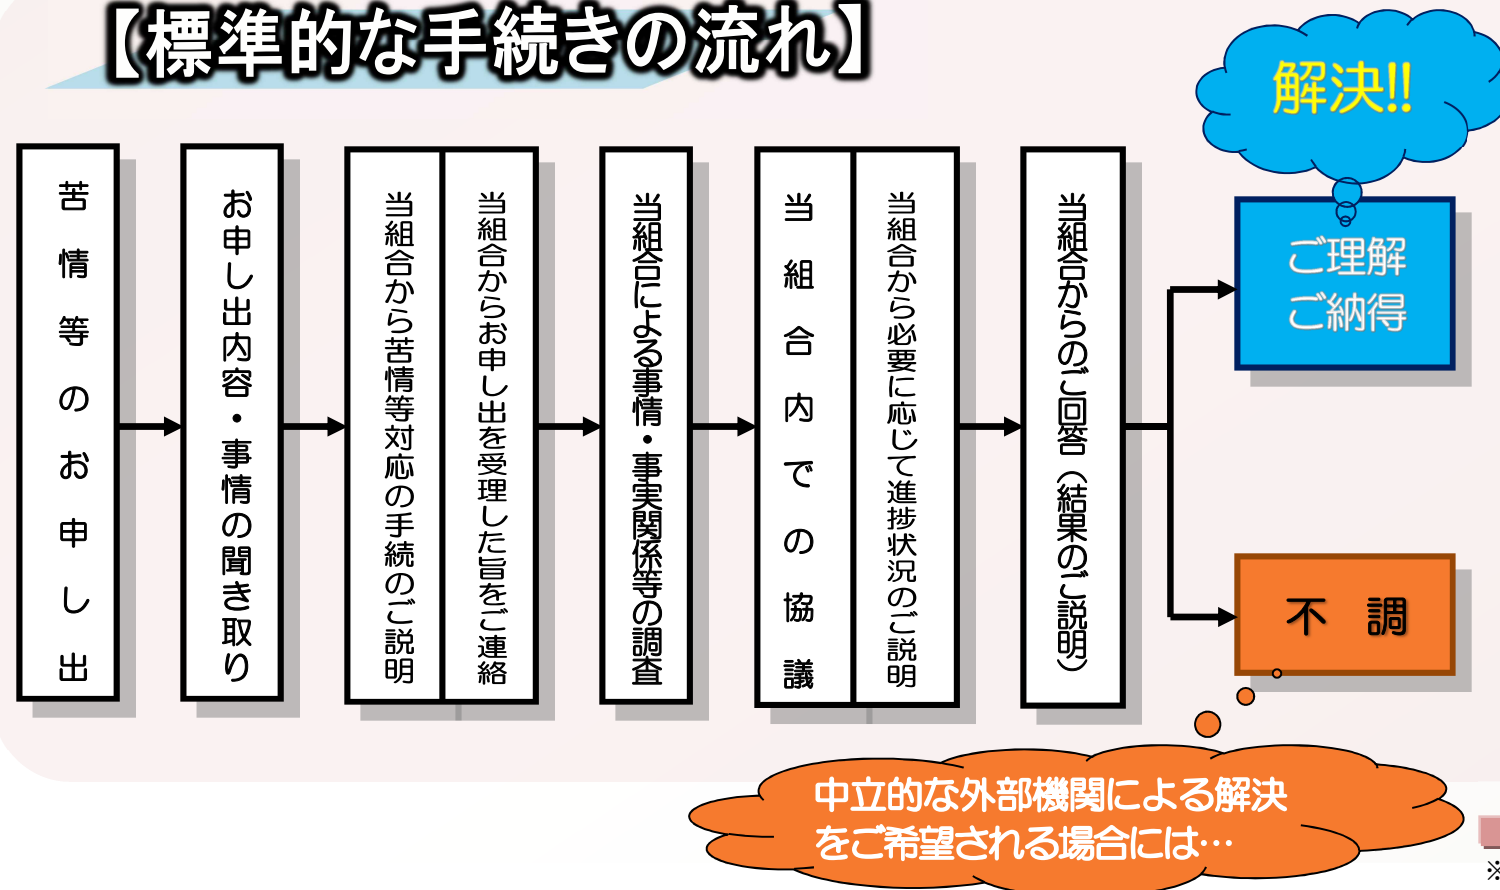 【標準的な手続きの流れ】
苦情等のお申し出
お申し出内容・事情の聞き取り
当組合からお申し出を受理した旨をご連絡
当組合から苦情等対応の手続のご説明
当組合による事情・事実関係等の調査
当組合から必要に応じて進捗状況のご説明
当組合内での協議
当組合からのご回答（結果のご説明）
解決!!
ご理解
ご納得
不　調
中立的な外部機関による解決
をご希望される場合には…
※